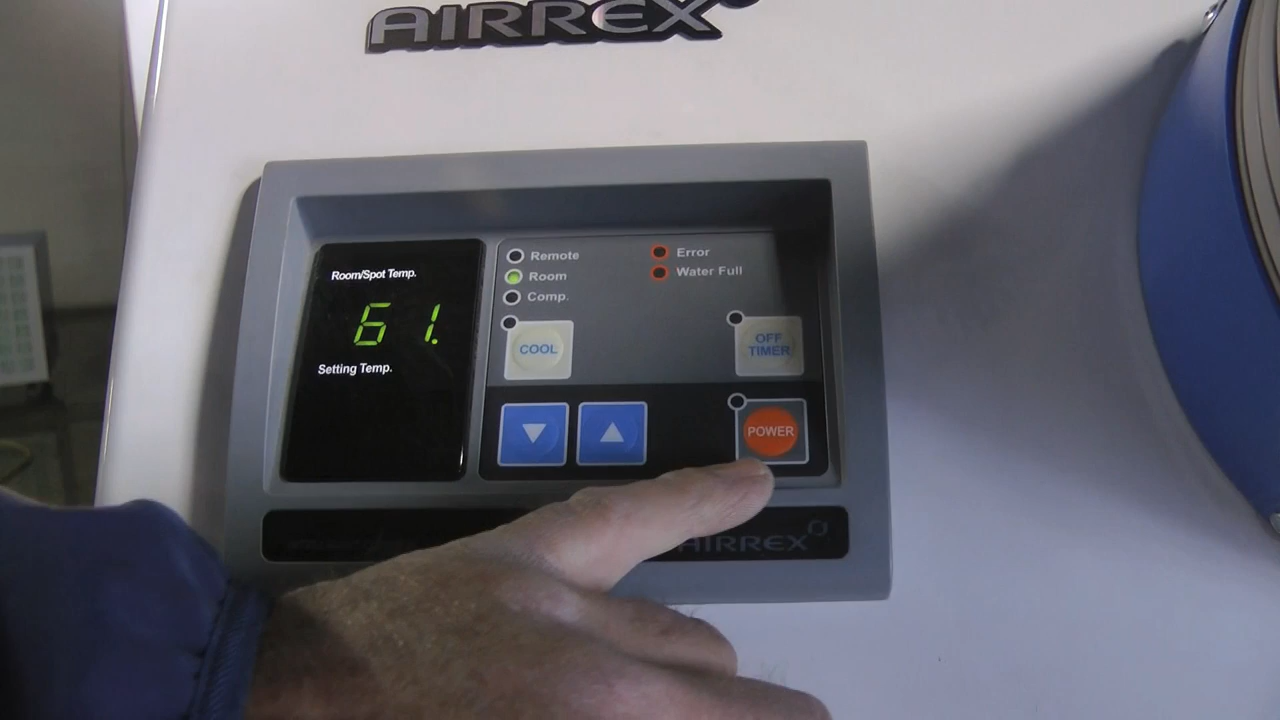 AIRREX
Room/Spot Temp.
61.
Setting Temp.
Remote
Room
Comp.
Error
Water Full
COOL
OFF
TIMER
POWER
AIRREX